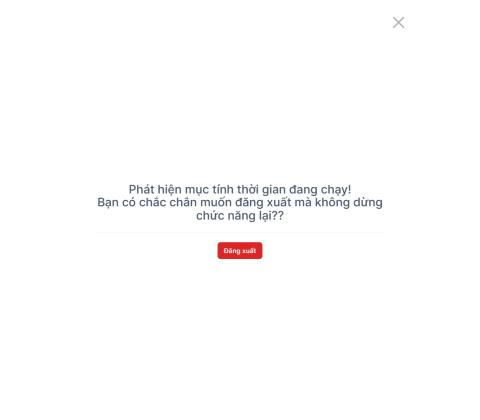 Phát hiện mục tính thời gian đang chạy!
Bạn có chắc chắn muốn đăng xuất mà không dừng
chức năng lại??
Đăng xuất